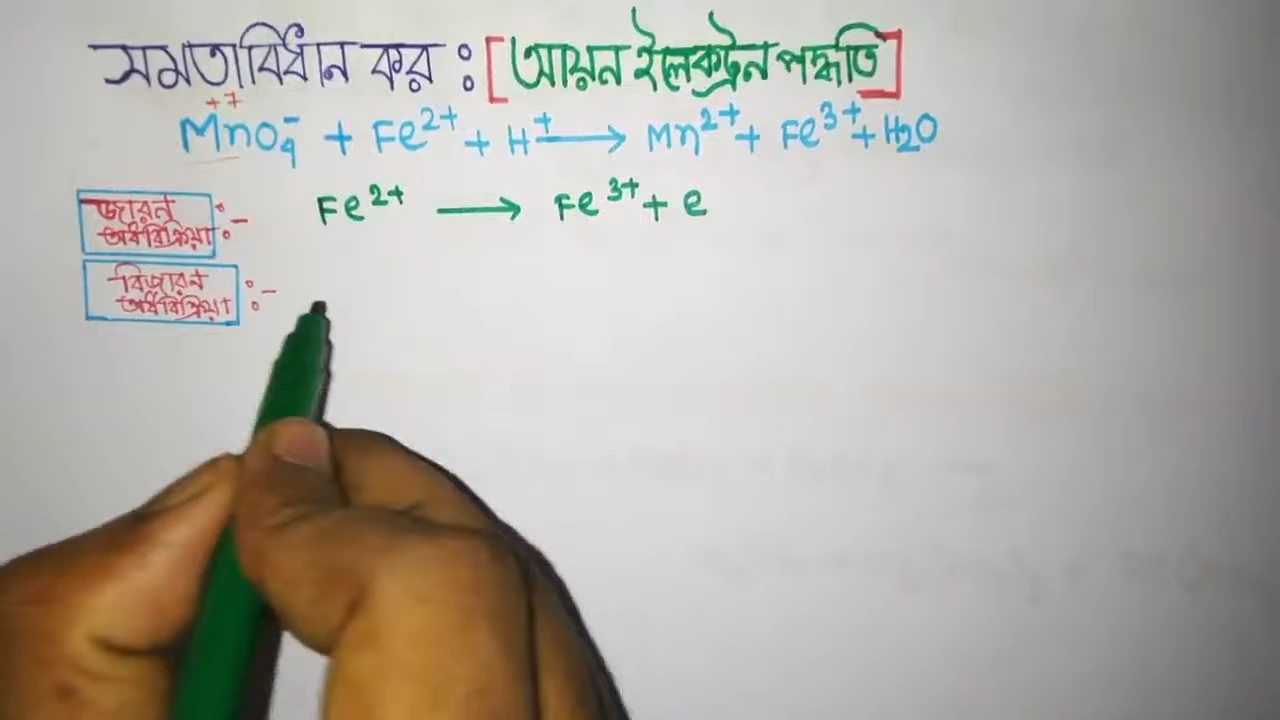 সমতাবিধান কর : [আয়ন ইলেকট্রন পদ্ধতি]
+7
MnO₄⁻ + Fe²⁺ + H⁺ ⟶ Mn²⁺ + Fe³⁺ + H₂O
জারন
অর্ধবিক্রিয়া :-
Fe²⁺ ⟶ Fe³⁺ + e
বিজারন
অর্ধবিক্রিয়া :-